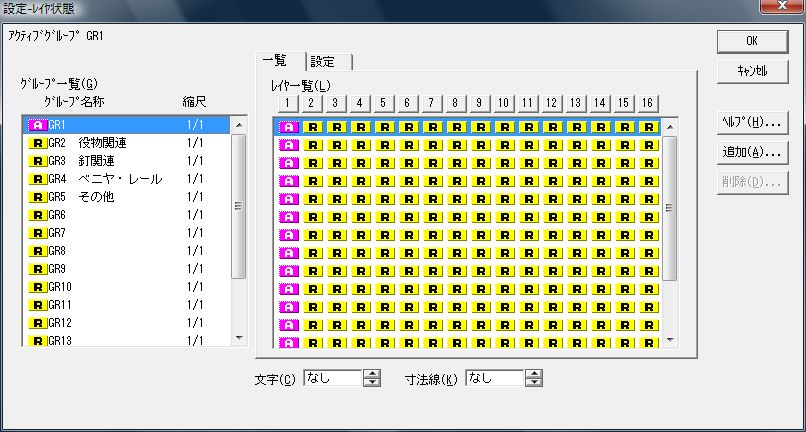 設定-ﾚｲﾔ状態
ｱｸﾃｨﾌﾞｸﾞﾙｰﾌﾟ GR1
ｸﾞﾙｰﾌﾟ一覧(G)
ｸﾞﾙｰﾌﾟ名称 縮尺
A GR1 1/1
R GR2 役物関連 1/1
R GR3 釘関連 1/1
R GR4 ベニヤ・レール 1/1
R GR5 その他 1/1
R GR6 1/1
R GR7 1/1
R GR8 1/1
R GR9 1/1
R GR10 1/1
R GR11 1/1
R GR12 1/1
R GR13 1/1
一覧 設定
ﾚｲﾔ一覧(L)
1 2 3 4 5 6 7 8 9 10 11 12 13 14 15 16
A R R R R R R R R R R R R R R R
A R R R R R R R R R R R R R R R
A R R R R R R R R R R R R R R R
A R R R R R R R R R R R R R R R
A R R R R R R R R R R R R R R R
A R R R R R R R R R R R R R R R
A R R R R R R R R R R R R R R R
A R R R R R R R R R R R R R R R
A R R R R R R R R R R R R R R R
A R R R R R R R R R R R R R R R
A R R R R R R R R R R R R R R R
A R R R R R R R R R R R R R R R
A R R R R R R R R R R R R R R R
文字(C) なし 寸法線(K) なし
OK
ｷｬﾝｾﾙ
ﾍﾙﾌﾟ(H)...
追加(A)...
削除(D)...